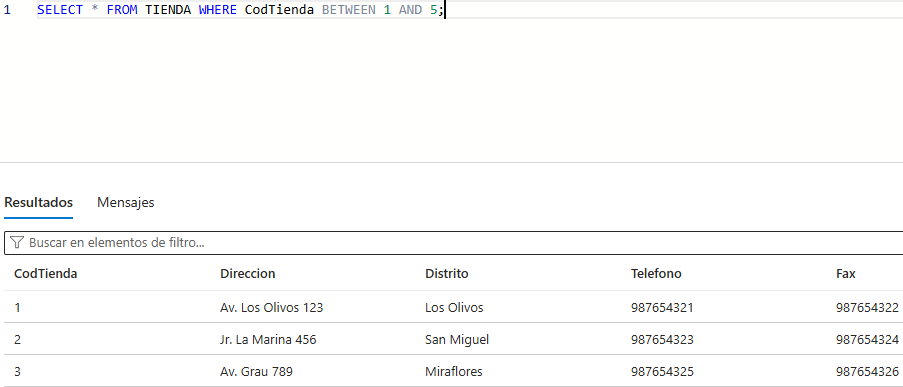 1 SELECT * FROM TIENDA WHERE CodTienda BETWEEN 1 AND 5;
Resultados Mensajes
Buscar en elementos de filtro...
CodTienda Direccion Distrito Telefono Fax
1 Av. Los Olivos 123 Los Olivos 987654321 987654322
2 Jr. La Marina 456 San Miguel 987654323 987654324
3 Av. Grau 789 Miraflores 987654325 987654326